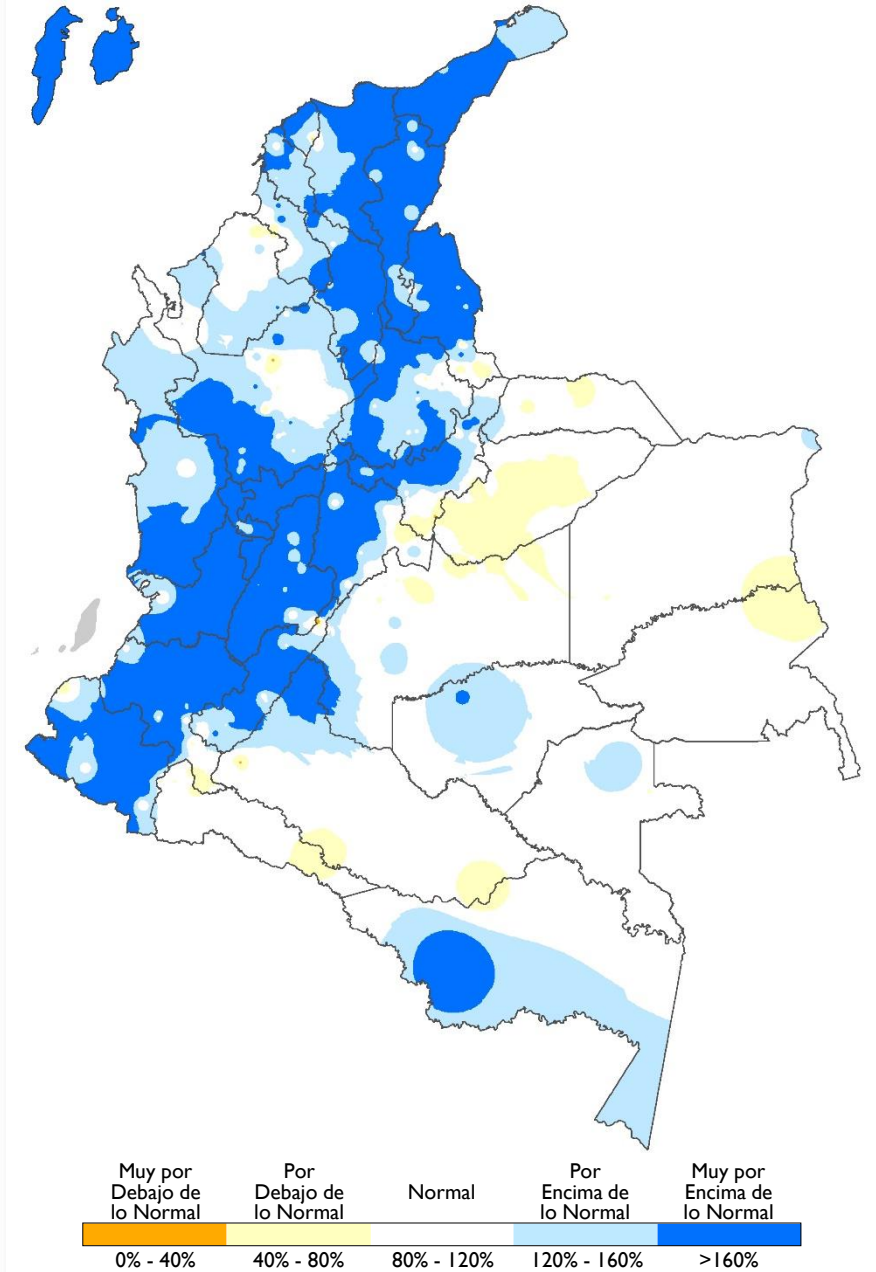 Muy por
Debajo de
lo Normal
Por
Debajo de
lo Normal
Normal
Por
Encima de
lo Normal
Muy por
Encima de
lo Normal
0% - 40%
40% - 80%
80% - 120%
120% - 160%
>160%